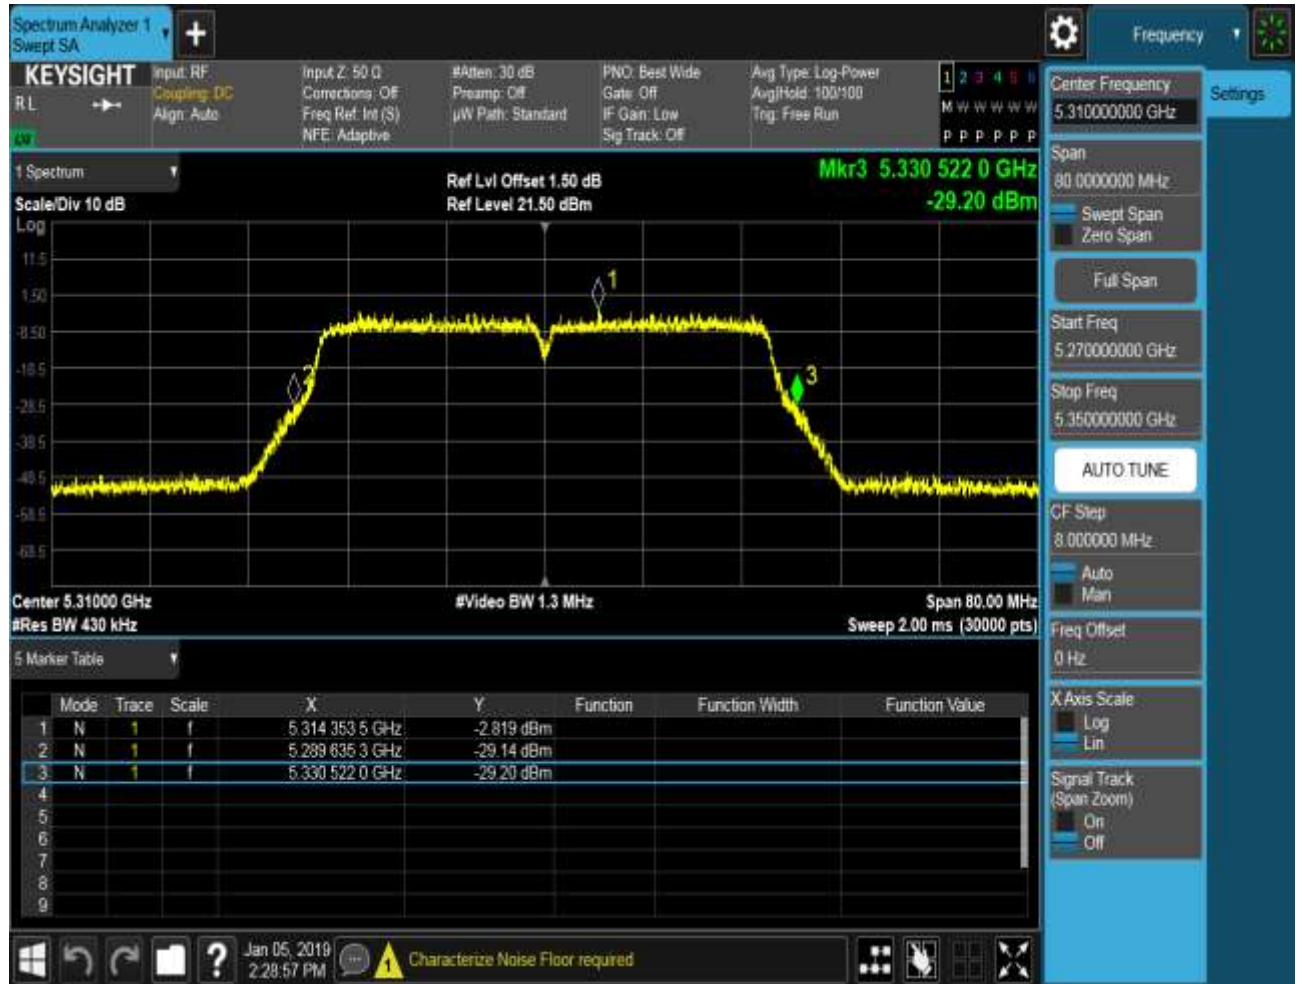 Spectrum Analyzer 1
Swept SA
Frequency
KEYSIGHT
Input: RF
Coupling: DC
Align: Auto
Input Z: 50 Ω
Corrections: Off
Freq Ref: Int (S)
NFE: Adaptive
#Atten: 30 dB
Preamp: Off
µW Path: Standard
PNO: Best Wide
Gate: Off
IF Gain: Low
Sig Track: Off
Avg Type: Log-Power
Avg|Hold: 100/100
Trig: Free Run
1 2 3 4 5 6
M W W W W W
P P P P P P
R L
Center Frequency
5.310000000 GHz
Settings
Span
80.0000000 MHz
Swept Span
Zero Span
Full Span
Start Freq
5.270000000 GHz
Stop Freq
5.350000000 GHz
AUTO TUNE
CF Step
8.000000 MHz
Auto
Man
Freq Offset
0 Hz
X Axis Scale
Log
Lin
Signal Track
(Span Zoom)
On
Off
1 Spectrum
Scale/Div 10 dB
Log
Ref Lvl Offset 1.50 dB
Ref Level 21.50 dBm
Mkr3 5.330 522 0 GHz
-29.20 dBm
11.5
1.50
-8.50
-18.5
-28.5
-38.5
-48.5
-58.5
-68.5
1
2
3
Center 5.31000 GHz
#Video BW 1.3 MHz
Span 80.00 MHz
#Res BW 430 kHz
Sweep 2.00 ms (30000 pts)
5 Marker Table
Mode Trace Scale X Y Function Function Width Function Value
1 N 1 f 5.314 353 5 GHz -2.819 dBm
2 N 1 f 5.289 635 3 GHz -29.14 dBm
3 N 1 f 5.330 522 0 GHz -29.20 dBm
4
5
6
7
8
9
Jan 05, 2019
2:28:57 PM
Characterize Noise Floor required